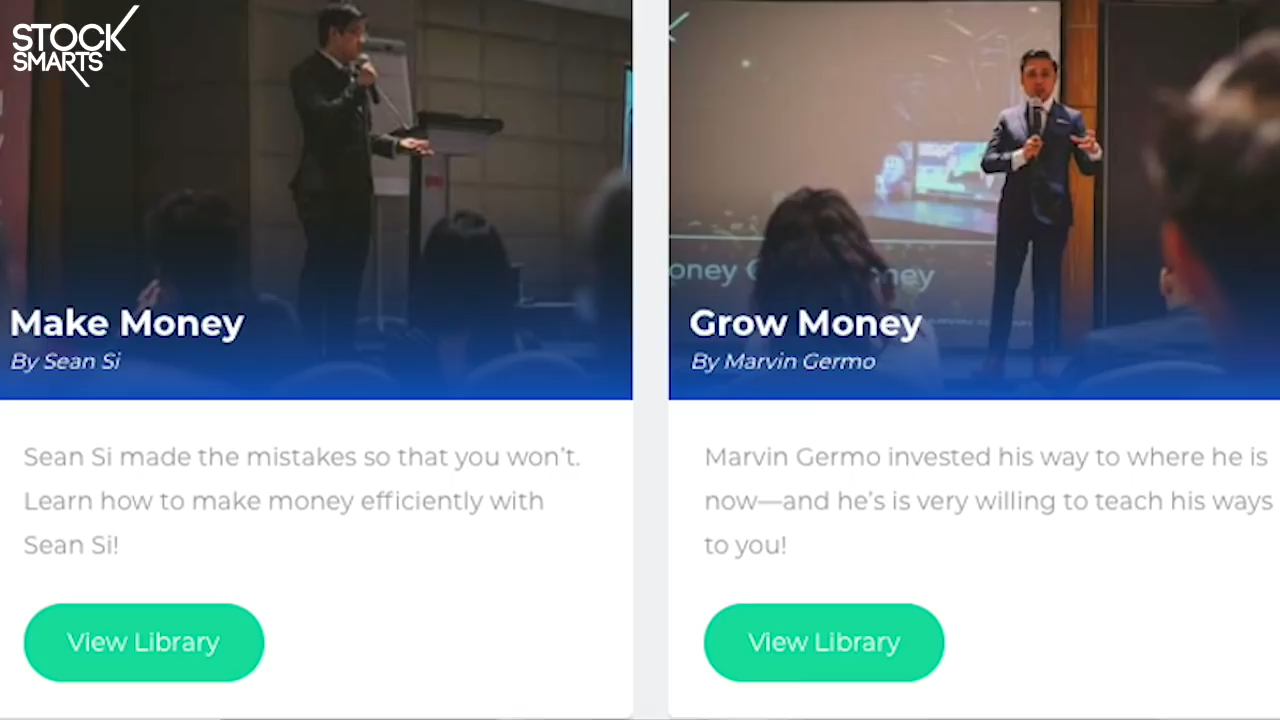 STOCK
SMARTS
oney
ney
Make Money
By Sean Si
Sean Si made the mistakes so that you won't.
Learn how to make money efficiently with
Sean Si!
View Library
Grow Money
By Marvin Germo
Marvin Germo invested his way to where he is
now—and he's is very willing to teach his ways
to you!
View Library